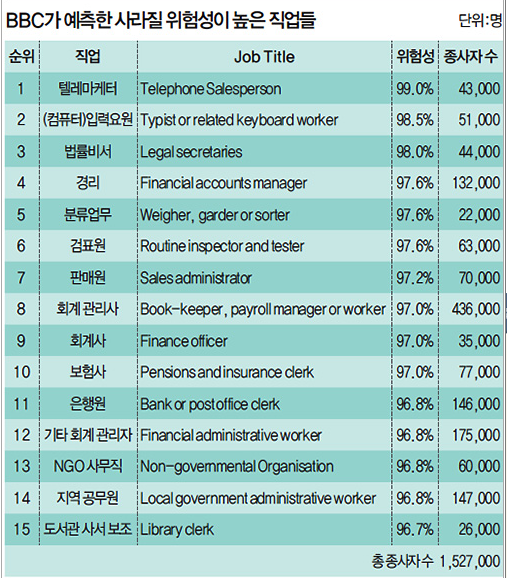 BBC가 예측한 사라질 위험성이 높은 직업들 단위:명
순위 직업 Job Title 위험성 종사자 수
1 텔레마케터 Telephone Salesperson 99.0% 43,000
2 (컴퓨터)입력요원 Typist or related keyboard worker 98.5% 51,000
3 법률비서 Legal secretaries 98.0% 44,000
4 경리 Financial accounts manager 97.6% 132,000
5 분류업무 Weigher, garder or sorter 97.6% 22,000
6 검표원 Routine inspector and tester 97.6% 63,000
7 판매원 Sales administrator 97.2% 70,000
8 회계 관리사 Book-keeper, payroll manager or worker 97.0% 436,000
9 회계사 Finance officer 97.0% 35,000
10 보험사 Pensions and insurance clerk 97.0% 77,000
11 은행원 Bank or post office clerk 96.8% 146,000
12 기타 회계 관리자 Financial administrative worker 96.8% 175,000
13 NGO 사무직 Non-governmental Organisation 96.8% 60,000
14 지역 공무원 Local government administrative worker 96.8% 147,000
15 도서관 사서 보조 Library clerk 96.7% 26,000
총 종사자 수 1,527,000